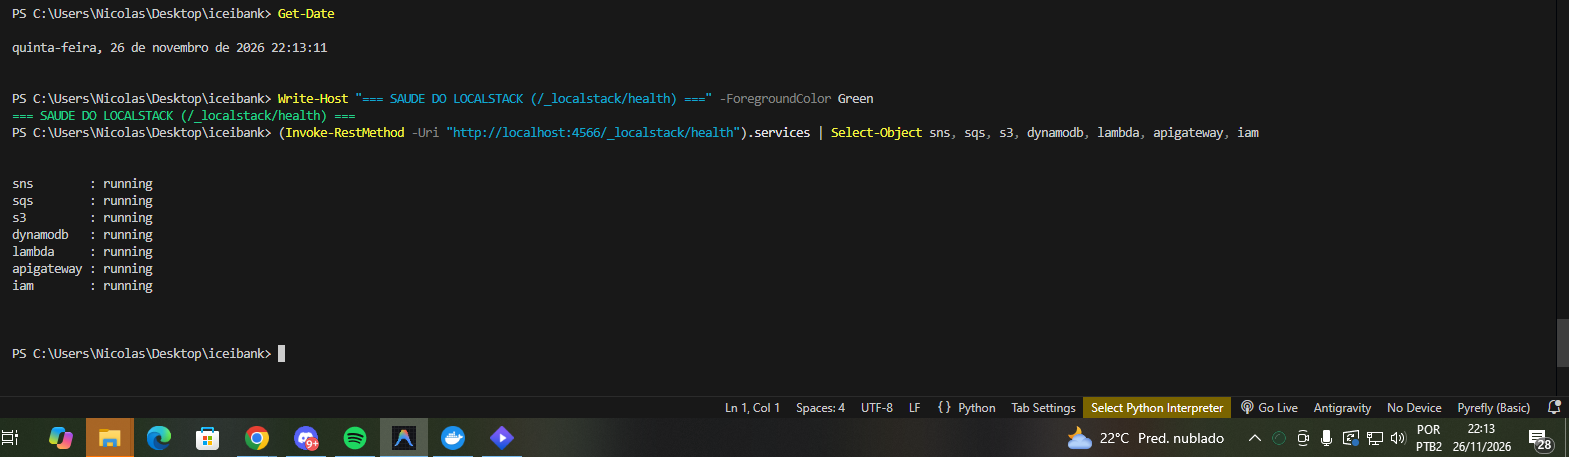 PS C:\Users\Nicolas\Desktop\iceibank> Get-Date
quinta-feira, 26 de novembro de 2026 22:13:11
PS C:\Users\Nicolas\Desktop\iceibank> Write-Host "=== SAUDE DO LOCALSTACK (/_localstack/health) ===" -ForegroundColor Green
=== SAUDE DO LOCALSTACK (/_localstack/health) ===
PS C:\Users\Nicolas\Desktop\iceibank> (Invoke-RestMethod -Uri "http://localhost:4566/_localstack/health").services | Select-Object sns, sqs, s3, dynamodb, lambda, apigateway, iam
sns : running
sqs : running
s3 : running
dynamodb : running
lambda : running
apigateway : running
iam : running
PS C:\Users\Nicolas\Desktop\iceibank>
Ln 1, Col 1 Spaces: 4 UTF-8 LF {} Python Tab Settings Select Python Interpreter Go Live Antigravity No Device Pyrefly (Basic)
9+ 22°C Pred. nublado POR 22:13
PTB2 26/11/2026 28